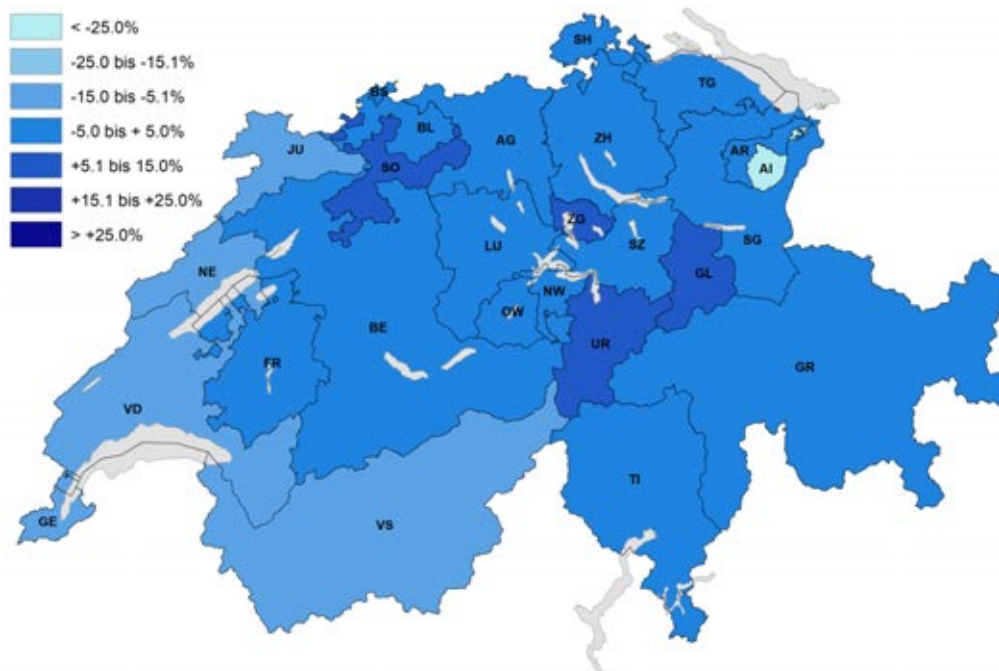 < -25.0%
-25.0 bis -15.1%
-15.0 bis -5.1%
-5.0 bis + 5.0%
+5.1 bis 15.0%
+15.1 bis +25.0%
> +25.0%
SH
TG
BS
BL
AG
ZH
AR
AI
JU
SO
ZG
LU
SZ
SG
NE
GL
NW
OW
BE
UR
FR
GR
VD
TI
GE
VS